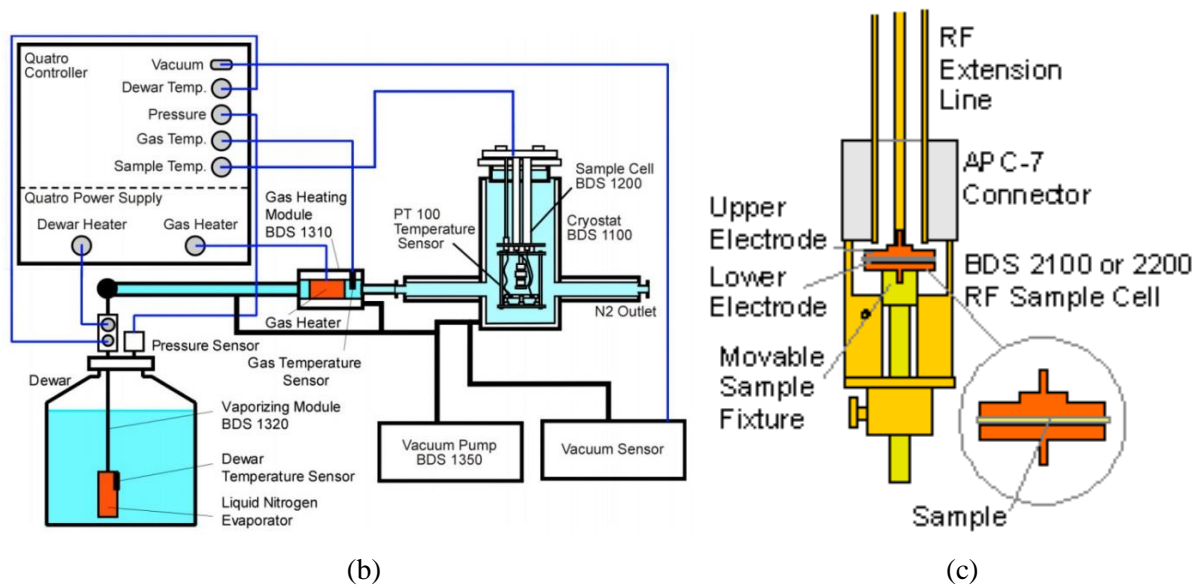 Quatro
Controller
Vacuum
Dewar Temp.
Pressure
Gas Temp.
Sample Temp.
Quatro Power Supply
Dewar Heater
Gas Heater
Gas Heating
Module
BDS 1310
PT 100
Temperature
Sensor
Sample Cell
BDS 1200
Cryostat
BDS 1100
N2 Outlet
Gas Heater
Gas Temperature
Sensor
Pressure Sensor
Dewar
Vaporizing Module
BDS 1320
Dewar
Temperature Sensor
Liquid Nitrogen
Evaporator
Vacuum Pump
BDS 1350
Vacuum Sensor
(b)
RF
Extension
Line
APC-7
Connector
Upper
Electrode
Lower
Electrode
BDS 2100 or 2200
RF Sample Cell
Movable
Sample
Fixture
Sample
(c)